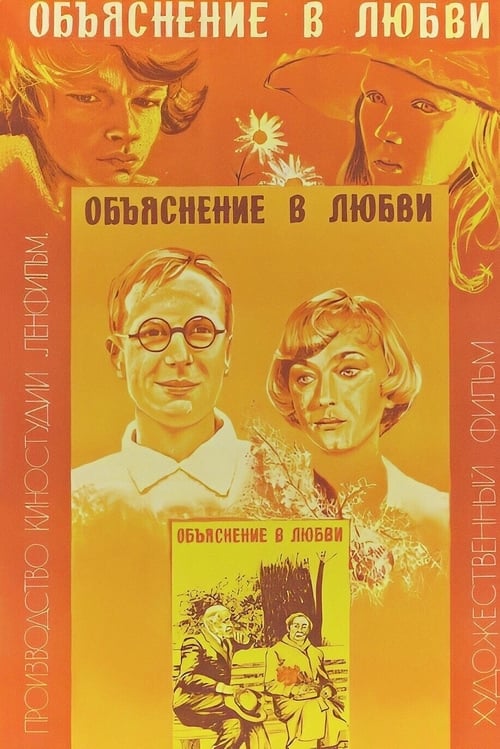 ОБЪЯСНЕНИЕ В ЛЮБВИ
ОБЪЯСНЕНИЕ В ЛЮБВИ
ОБЪЯСНЕНИЕ В ЛЮБВИ
ПРОИЗВОДСТВО КИНОСТУДИИ ЛЕНФИЛЬМ.
ХУДОЖЕСТВЕННЫЙ ФИЛЬМ